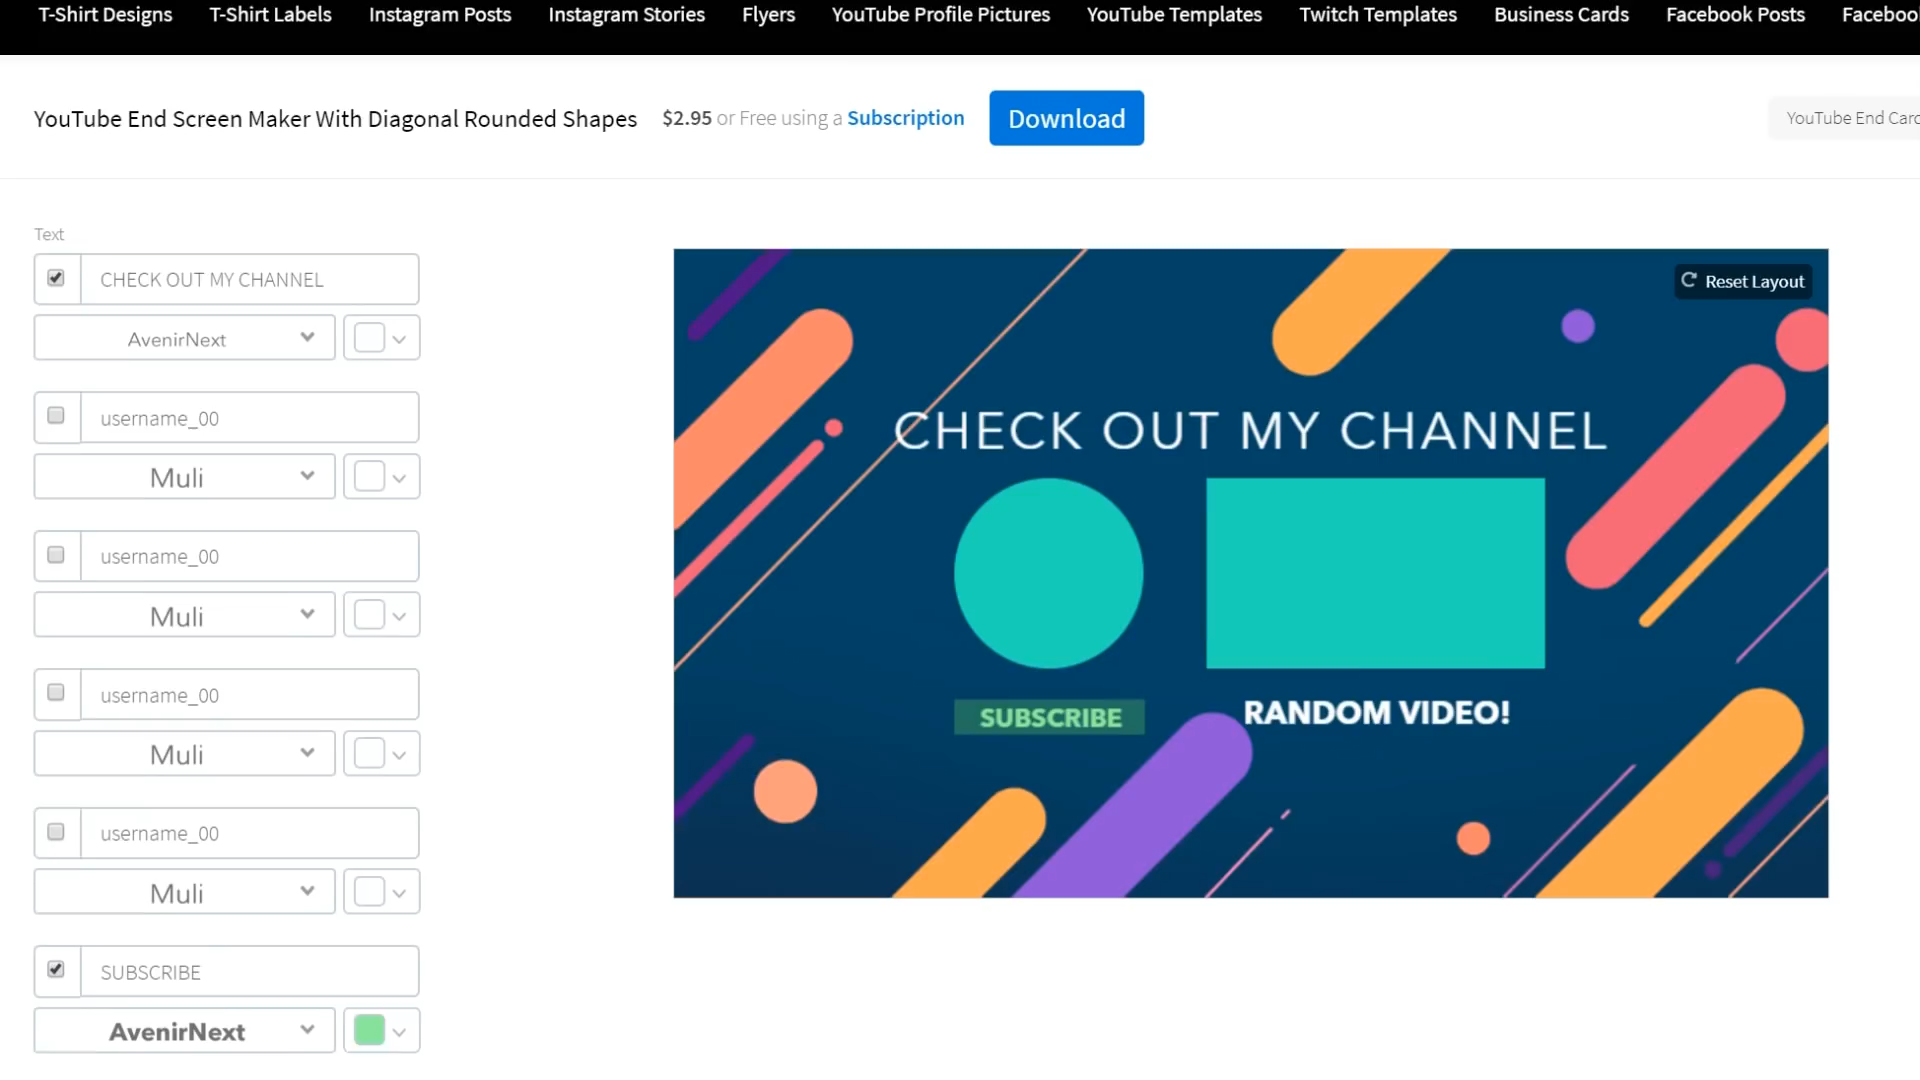 T-Shirt Designs T-Shirt Labels Instagram Posts Instagram Stories Flyers YouTube Profile Pictures YouTube Templates Twitch Templates Business Cards Facebook Posts
YouTube End Screen Maker With Diagonal Rounded Shapes $2.95 or Free using a Subscription Download YouTube End
Text
CHECK OUT MY CHANNEL
AvenirNext
username_00
Muli
username_00
Muli
username_00
Muli
username_00
Muli
SUBSCRIBE
AvenirNext
Reset Layout
CHECK OUT MY CHANNEL
SUBSCRIBE RANDOM VIDEO!